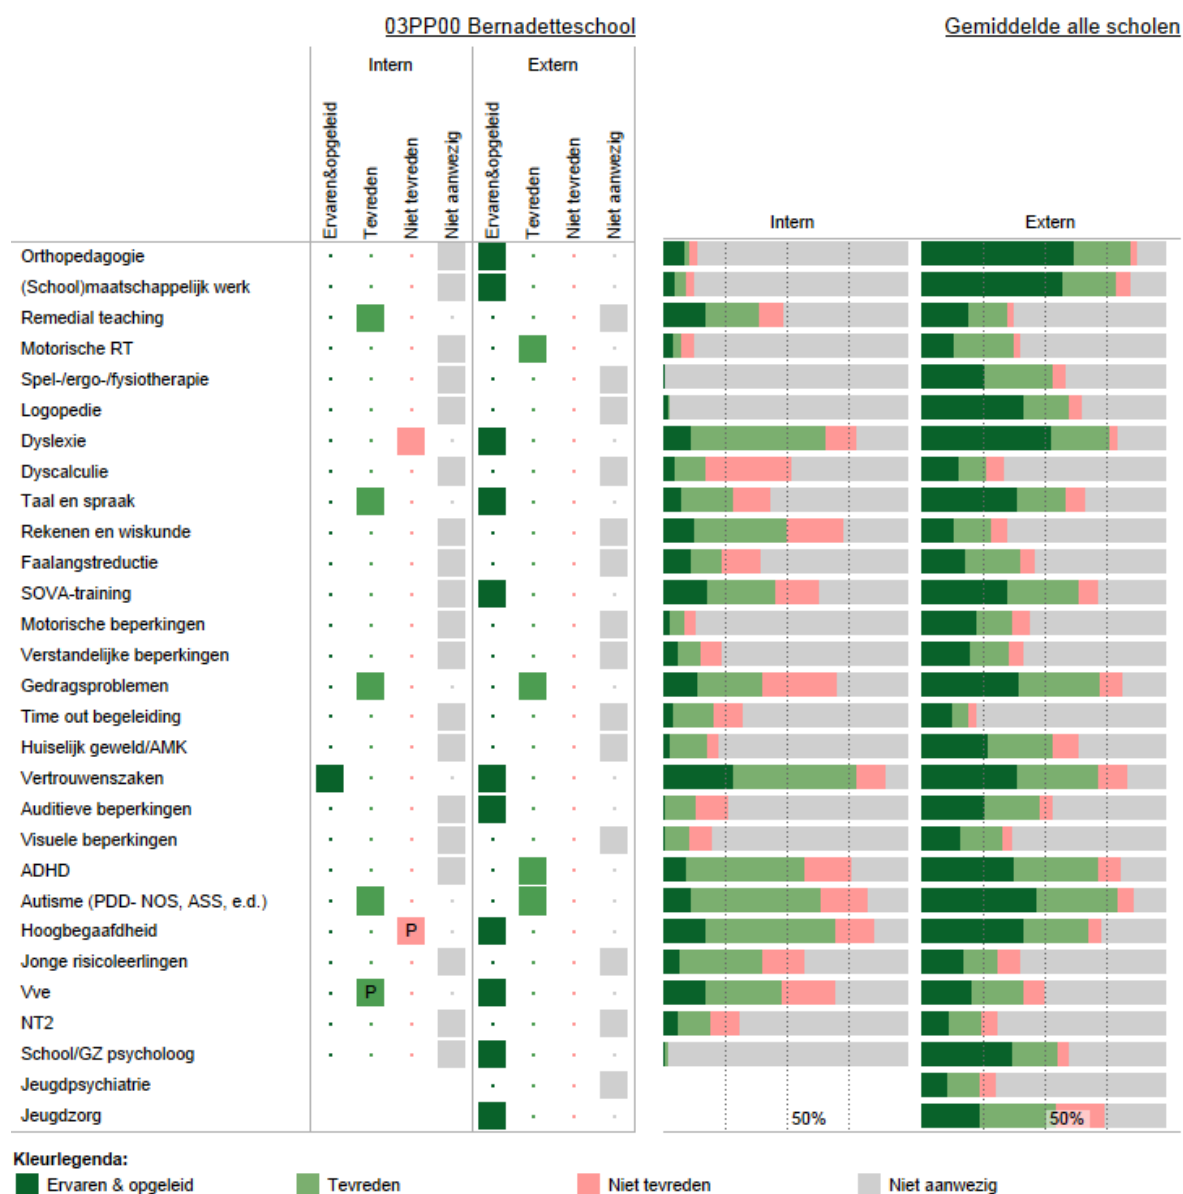 03PP00 Bernadetteschool
Gemiddelde alle scholen
Intern
Extern
Ervaren&opgeleid
Tevreden
Niet tevreden
Niet aanwezig
Ervaren&opgeleid
Tevreden
Niet tevreden
Niet aanwezig
Intern
Extern
Orthopedagogie
(School)maatschappelijk werk
Remedial teaching
Motorische RT
Spel-/ergo-/fysiotherapie
Logopedie
Dyslexie
Dyscalculie
Taal en spraak
Rekenen en wiskunde
Faalangstreductie
SOVA-training
Motorische beperkingen
Verstandelijke beperkingen
Gedragsproblemen
Time out begeleiding
Huiselijk geweld/AMK
Vertrouwenszaken
Auditieve beperkingen
Visuele beperkingen
ADHD
Autisme (PDD- NOS, ASS, e.d.)
Hoogbegaafdheid P
Jonge risicoleerlingen
Vve P
NT2
School/GZ psycholoog
Jeugdpsychiatrie
Jeugdzorg 50% 50%
Kleurlegenda:
Ervaren & opgeleid Tevreden Niet tevreden Niet aanwezig